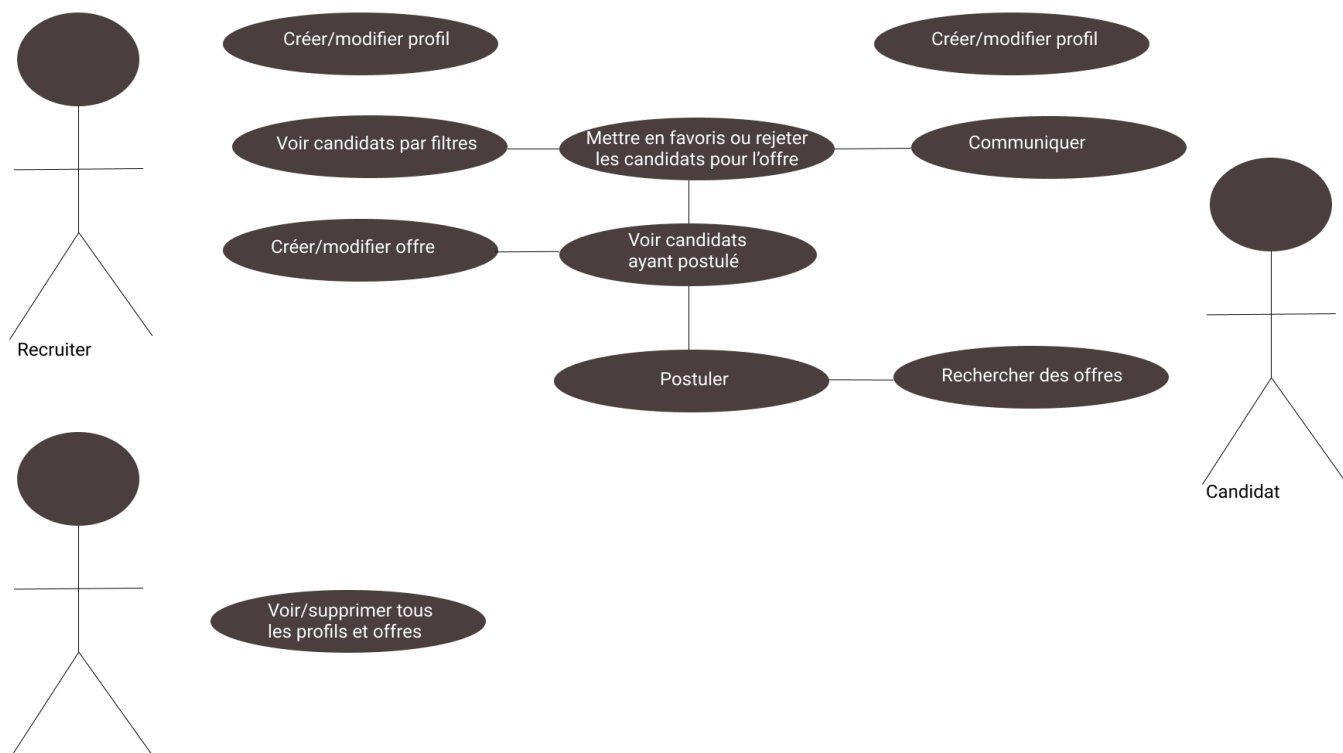 Créer/modifier profil
Créer/modifier profil
Voir candidats par filtres
Mettre en favoris ou rejeter
les candidats pour l'offre
Communiquer
Créer/modifier offre
Voir candidats
ayant postulé
Recruiter
Postuler
Rechercher des offres
Candidat
Voir/supprimer tous
les profils et offres